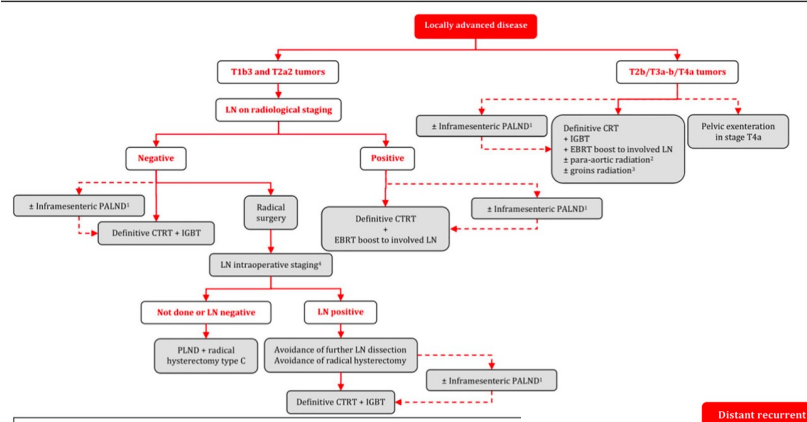 Locally advanced disease
T1b3 and T2a2 tumors
T2b/T3a-b/T4a tumors
LN on radiological staging
± Inframesenteric PALND¹
Definitive CRT
+ IGBT
+ EBRT boost to involved LN
± para-aortic radiation²
± groins radiation³
Pelvic exenteration
in stage T4a
Negative
Positive
± Inframesenteric PALND¹
Definitive CTRT + IGBT
Radical
surgery
Definitive CTRT
+
EBRT boost to involved LN
± Inframesenteric PALND¹
LN intraoperative staging⁴
Not done or LN negative
LN positive
PLND + radical
hysterectomy type C
Avoidance of further LN dissection
Avoidance of radical hysterectomy
± Inframesenteric PALND¹
Definitive CTRT + IGBT
Distant recurrent